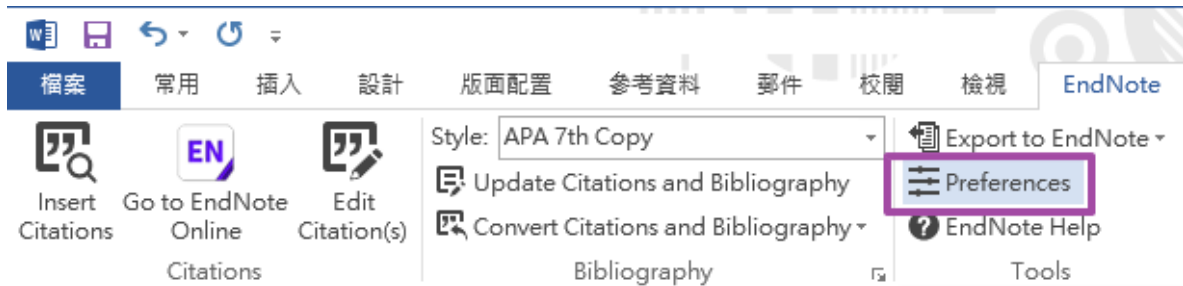 檔案 常用 插入 設計 版面配置 參考資料 郵件 校閱 檢視 EndNote
EN
Insert Citations
Go to EndNote Online
Edit Citation(s)
Citations
Style: APA 7th Copy
Update Citations and Bibliography
Convert Citations and Bibliography
Bibliography
Export to EndNote
Preferences
EndNote Help
Tools